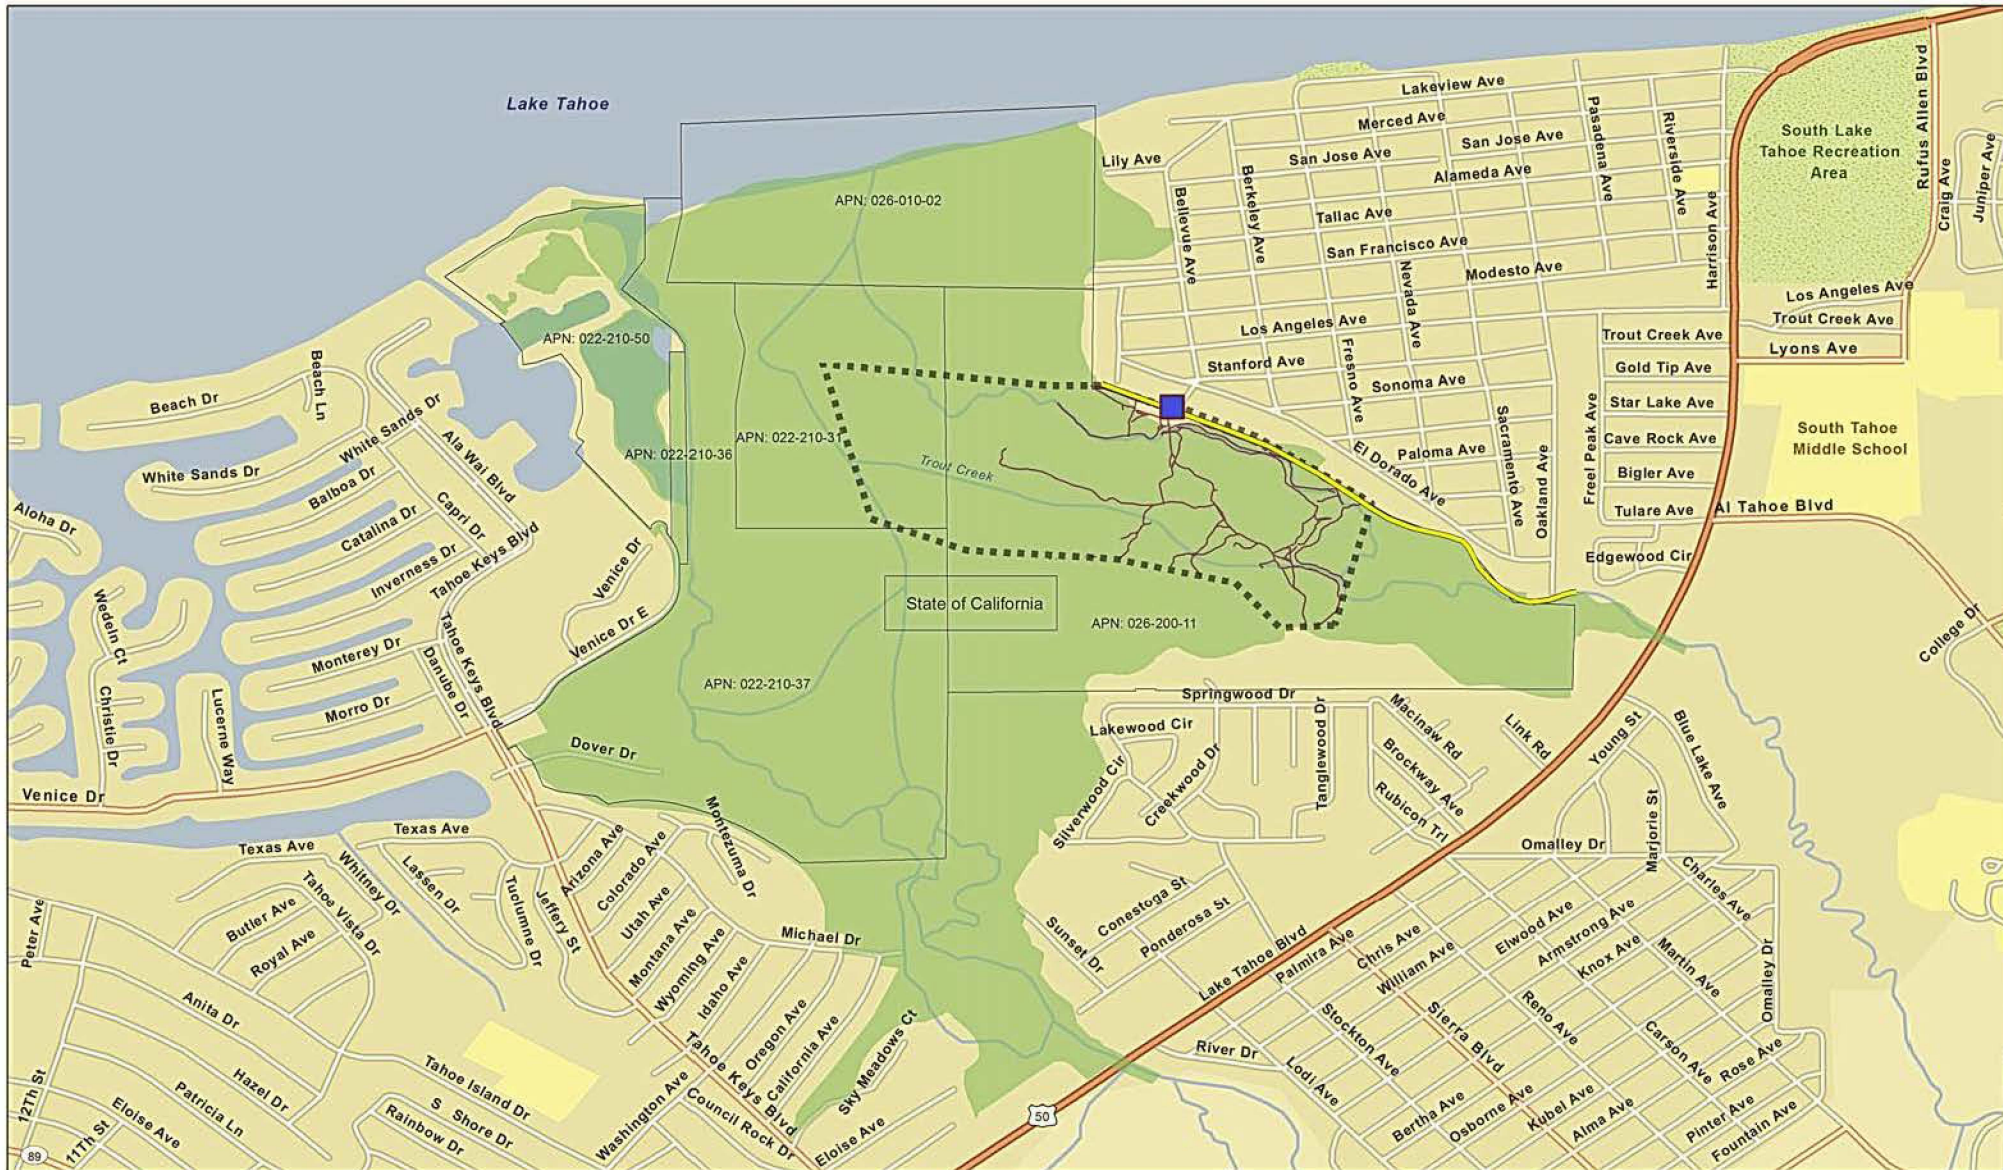 Lake Tahoe
Lakeview Ave
Merced Ave
San Jose Ave
San Jose Ave
Lily Ave
Alameda Ave
Tallac Ave
San Francisco Ave
Modesto Ave
Bellevue Ave
Berkeley Ave
Pasadena Ave
Riverside Ave
Harrison Ave
Nevada Ave
South Lake
Tahoe Recreation
Area
Rufus Allen Blvd
Craig Ave
Juniper Ave
Los Angeles Ave
Trout Creek Ave
Lyons Ave
Los Angeles Ave
Stanford Ave
Fresno Ave
Sonoma Ave
Sacramento Ave
Oakland Ave
Paloma Ave
El Dorado Ave
Freel Peak Ave
Trout Creek Ave
Gold Tip Ave
Star Lake Ave
Cave Rock Ave
Bigler Ave
Tulare Ave
Edgewood Cir
Al Tahoe Blvd
South Tahoe
Middle School
College Dr
APN: 026-010-02
APN: 022-210-50
APN: 022-210-31
APN: 022-210-36
Trout Creek
State of California
APN: 026-200-11
APN: 022-210-37
Beach Dr
Beach Ln
White Sands Dr
White Sands Dr
Ala Wai Blvd
Balboa Dr
Capri Dr
Catalina Dr
Inverness Dr
Tahoe Keys Blvd
Aloha Dr
Wedeln Ct
Christie Dr
Lucerne Way
Monterey Dr
Morro Dr
Danube Dr
Tahoe Keys Blvd
Venice Dr
Venice Dr E
Venice Dr
Dover Dr
Texas Ave
Texas Ave
Whitney Dr
Lassen Dr
Tahoe Vista Dr
Butler Ave
Royal Ave
Peter Ave
Anita Dr
Hazel Dr
Patricia Ln
Eloise Ave
12Th St
11Th St
89
Tahoe Island Dr
S Shore Dr
Rainbow Dr
Tuolumne Dr
Jeffery St
Arizona Ave
Colorado Ave
Utah Ave
Montana Ave
Wyoming Ave
Idaho Ave
Oregon Ave
California Ave
Montezuma Dr
Michael Dr
Tahoe Keys Blvd
Washington Ave
Council Rock Dr
Eloise Ave
Sky Meadows Ct
50
Springwood Dr
Lakewood Cir
Silverwood Cir
Creekwood Dr
Tanglewood Dr
Macinaw Rd
Brockway Ave
Rubicon Trl
Link Rd
Young St
Blue Lake Ave
Marjorie St
Omalley Dr
Charles Ave
Omalley Dr
Conestoga St
Ponderosa St
Sunset Dr
Lake Tahoe Blvd
Palmira Ave
Chris Ave
William Ave
Elwood Ave
Armstrong Ave
Knox Ave
Martin Ave
Sierra Blvd
Reno Ave
Carson Ave
Rose Ave
Stockton Ave
River Dr
Lodi Ave
Bertha Ave
Osborne Ave
Kubel Ave
Alma Ave
Pinter Ave
Fountain Ave